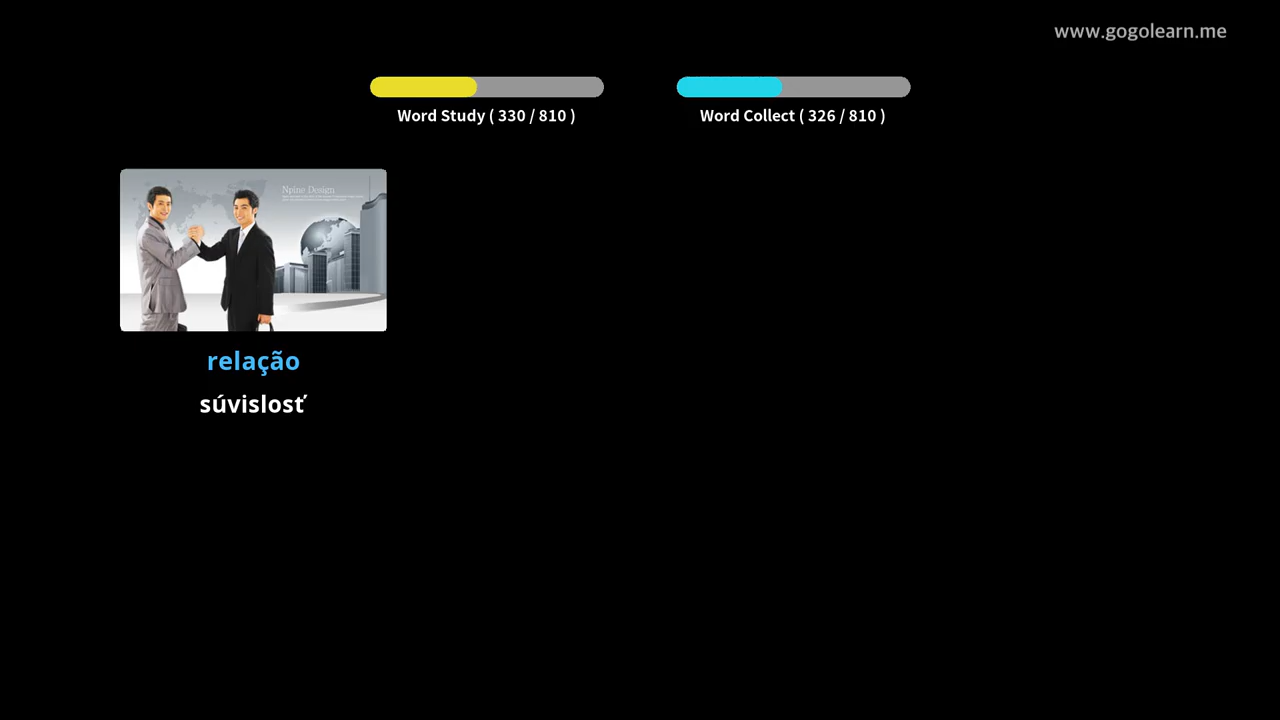 www.gogolearn.me
Word Study ( 330 / 810 )
Word Collect ( 326 / 810 )
Npine Design
relação
súvislosť